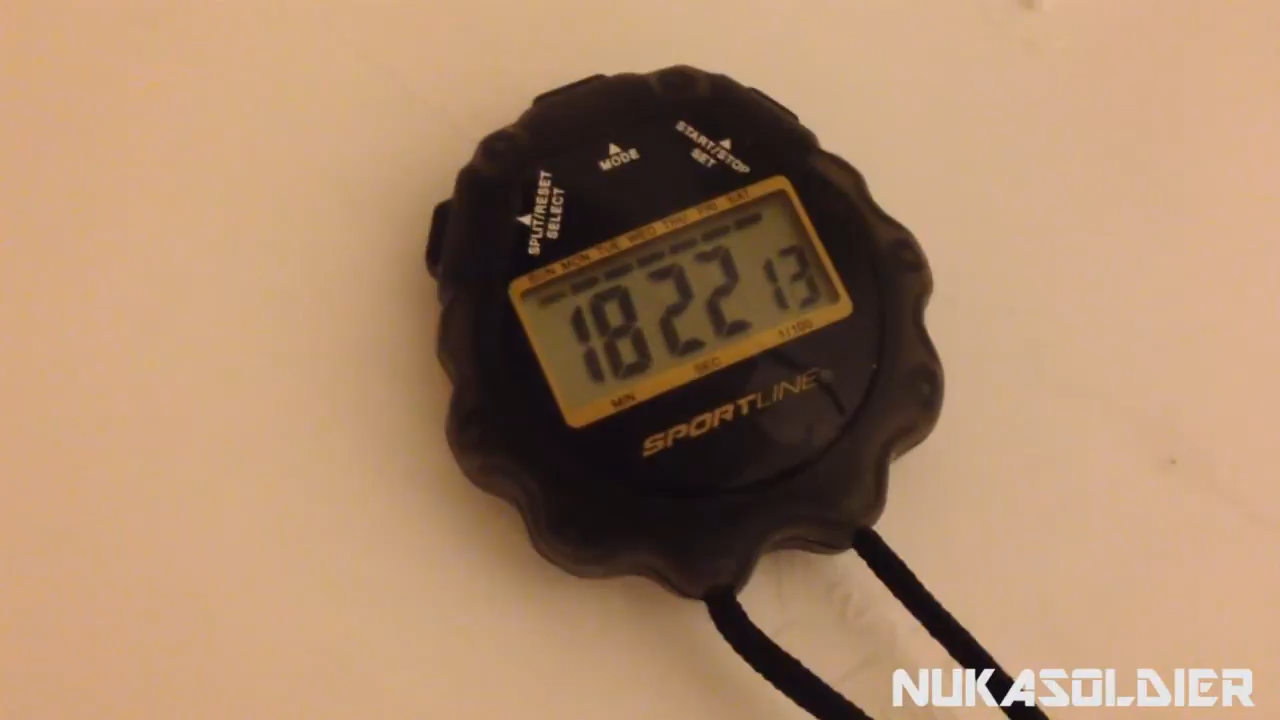 MODE
START/STOP
SET
SPLIT/RESET
SELECT
SUN MON TUE WED THU FRI SAT
18 22 13
MIN SEC 1/100
SPORTLINE
NUKASOLDIER